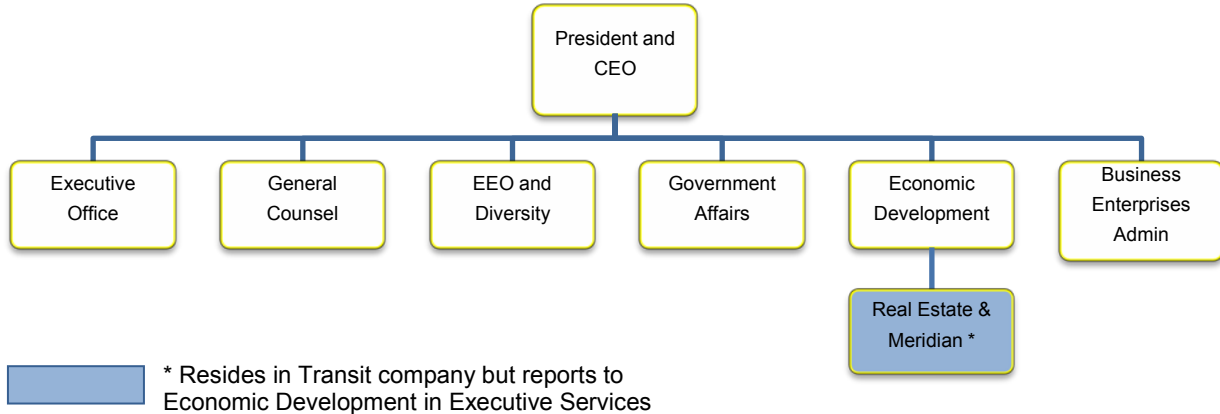 President and
CEO
Executive
Office
General
Counsel
EEO and
Diversity
Government
Affairs
Economic
Development
Business
Enterprises
Admin
Real Estate &
Meridian *
* Resides in Transit company but reports to
Economic Development in Executive Services